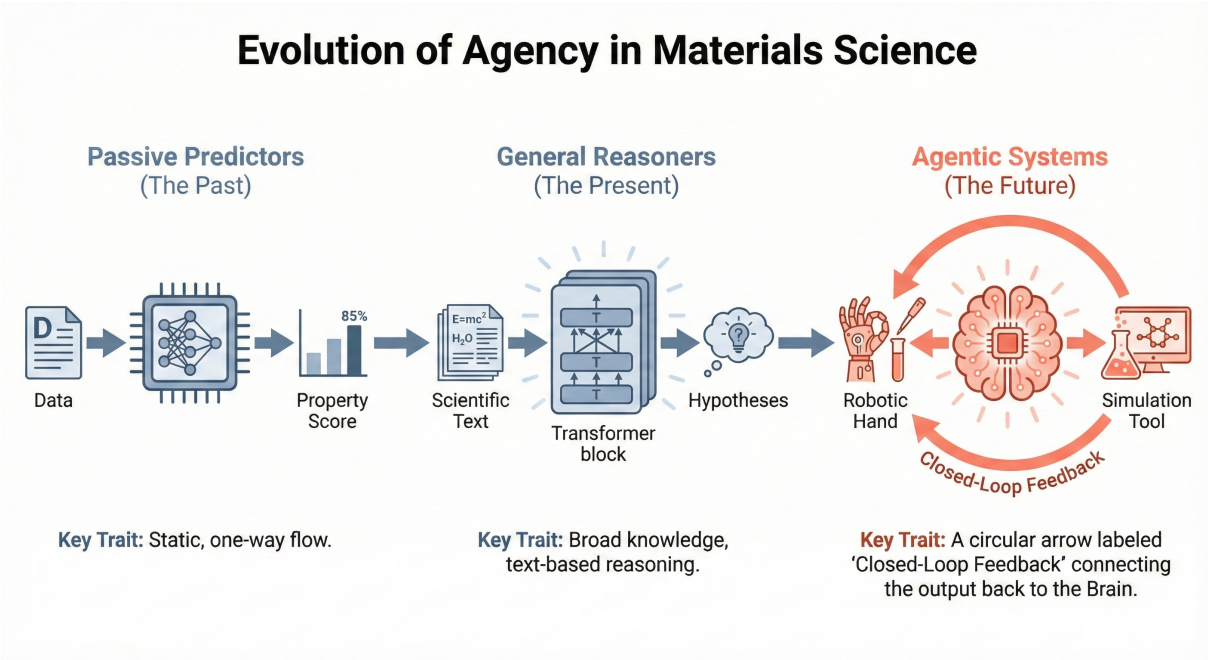 Evolution of Agency in Materials Science
Passive Predictors
(The Past)
D
Data
85%
Property
Score
General Reasoners
(The Present)
E=mc²
H₂O
Scientific
Text
T
T
T
Transformer
block
?
Hypotheses
Agentic Systems
(The Future)
Robotic
Hand
Simulation
Tool
Closed-Loop Feedback
Key Trait: Static, one-way flow.
Key Trait: Broad knowledge,
text-based reasoning.
Key Trait: A circular arrow labeled
‘Closed-Loop Feedback’ connecting
the output back to the Brain.